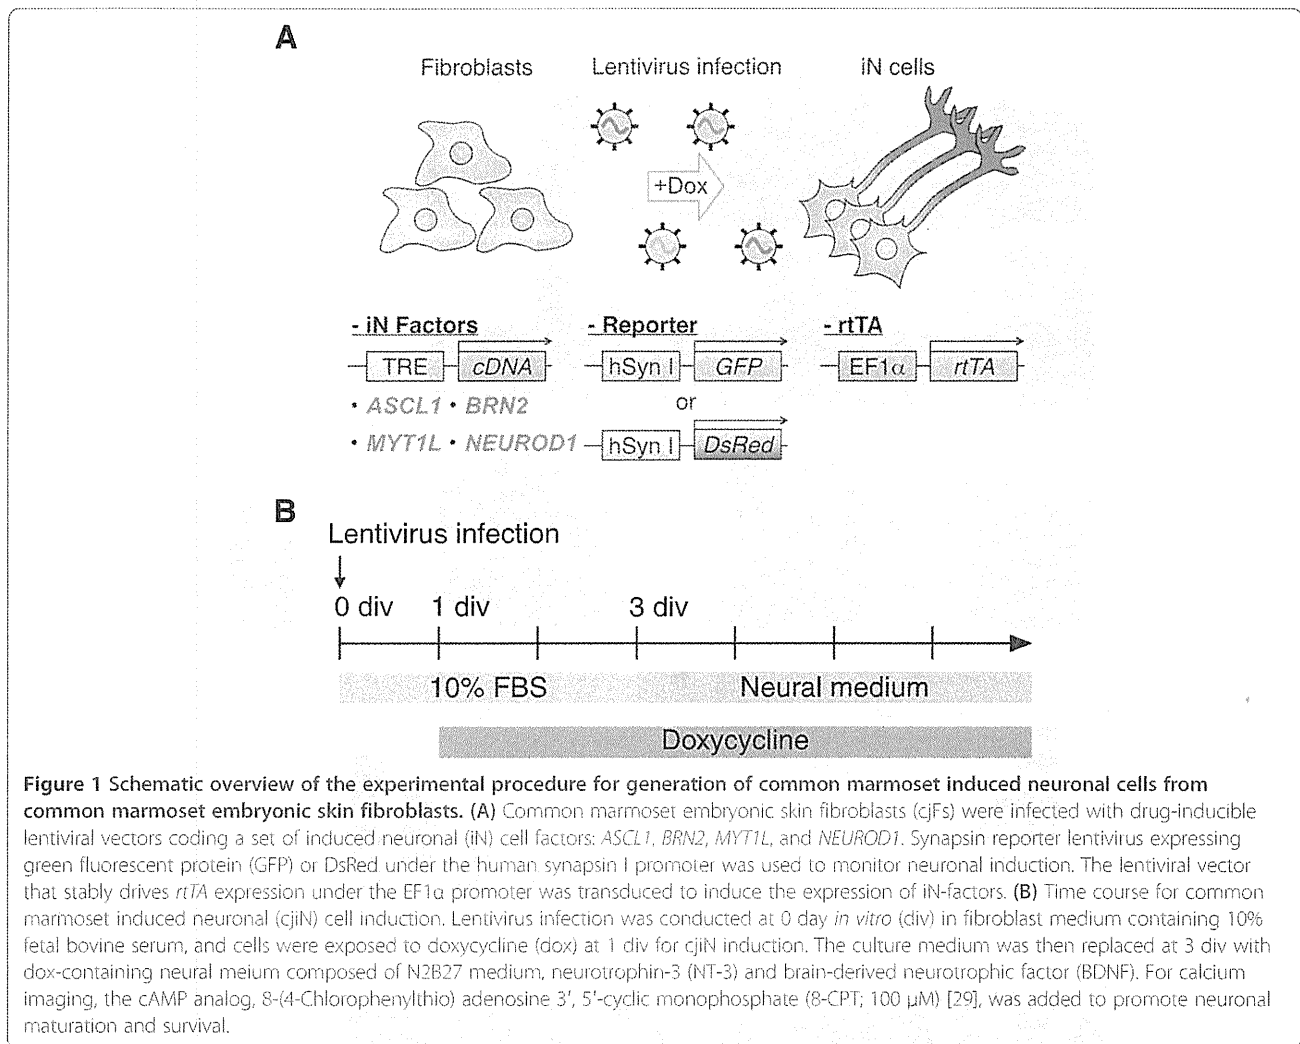 A
Fibroblasts Lentivirus infection iN cells
+Dox
- iN Factors - Reporter - rtTA
TRE cDNA hSyn I GFP EF1α rtTA
• ASCL1 • BRN2 or
• MYT1L • NEUROD1 hSyn I DsRed
B
Lentivirus infection
0 div 1 div 3 div
10% FBS Neural medium
Doxycycline
Figure 1 Schematic overview of the experimental procedure for generation of common marmoset induced neuronal cells from
common marmoset embryonic skin fibroblasts. (A) Common marmoset embryonic skin fibroblasts (cjFs) were infected with drug-inducible
lentiviral vectors coding a set of induced neuronal (iN) cell factors: ASCL1, BRN2, MYT1L, and NEUROD1. Synapsin reporter lentivirus expressing
green fluorescent protein (GFP) or DsRed under the human synapsin I promoter was used to monitor neuronal induction. The lentiviral vector
that stably drives rtTA expression under the EF1α promoter was transduced to induce the expression of iN-factors. (B) Time course for common
marmoset induced neuronal (cjiN) cell induction. Lentivirus infection was conducted at 0 day in vitro (div) in fibroblast medium containing 10%
fetal bovine serum, and cells were exposed to doxycycline (dox) at 1 div for cjiN induction. The culture medium was then replaced at 3 div with
dox-containing neural meium composed of N2B27 medium, neurotrophin-3 (NT-3) and brain-derived neurotrophic factor (BDNF). For calcium
imaging, the cAMP analog, 8-(4-Chlorophenylthio) adenosine 3′, 5′-cyclic monophosphate (8-CPT; 100 μM) [29], was added to promote neuronal
maturation and survival.